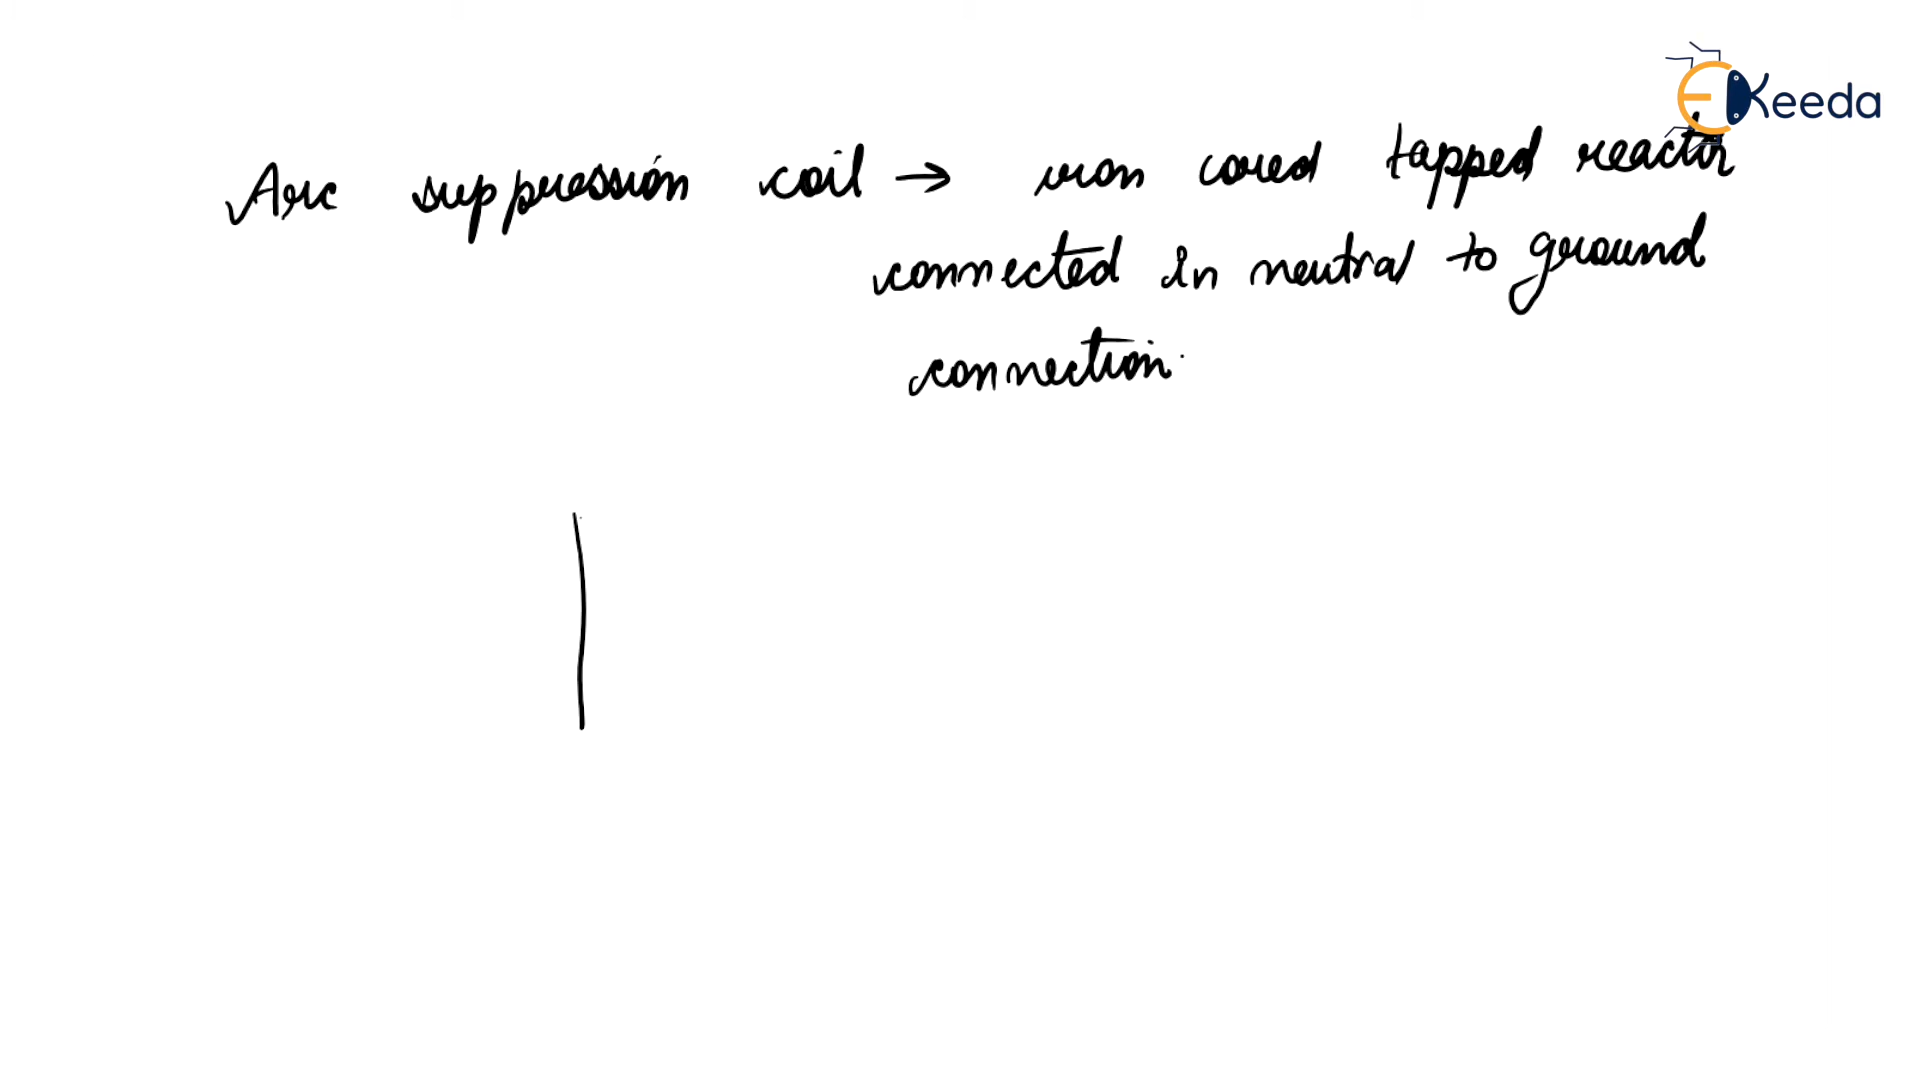 EKeeda
Arc suppression coil → iron cored tapped reactor
connected in neutral to ground
connection.